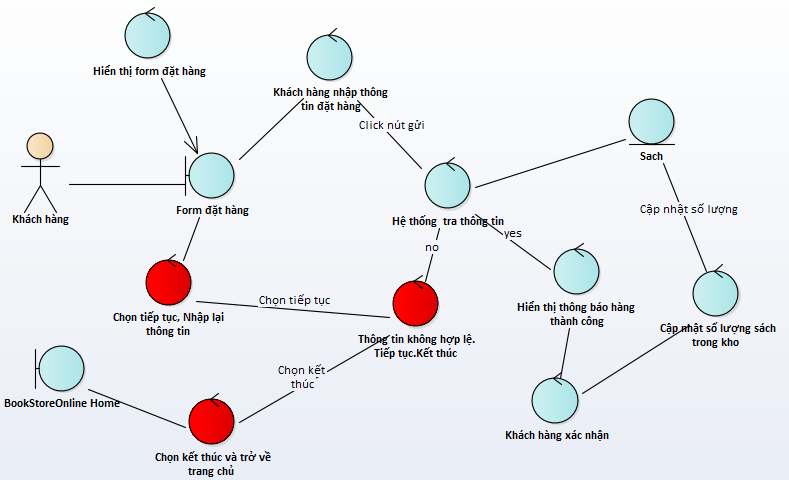 Hiển thị form đặt hàng
Khách hàng nhập thông
tin đặt hàng
Click nút gửi
Sach
Khách hàng
Form đặt hàng
Hệ thống tra thông tin
Cập nhật số lượng
yes
no
Chọn tiếp tục
Chọn tiếp tục, Nhập lại
thông tin
Hiển thị thông báo hàng
thành công
Thông tin không hợp lệ.
Tiếp tục.Kết thúc
Cập nhật số lượng sách
trong kho
Chọn kết
thúc
BookStoreOnline Home
Khách hàng xác nhận
Chọn kết thúc và trở về
trang chủ